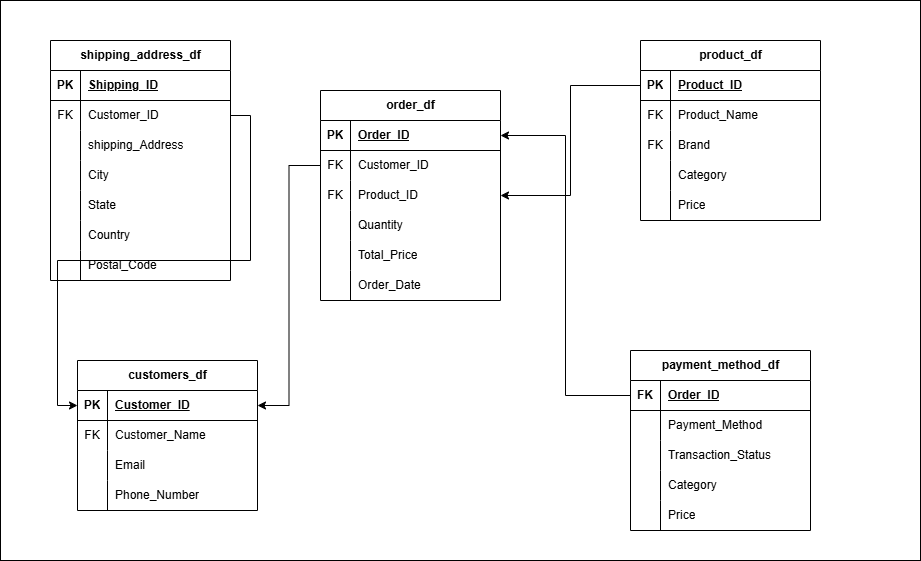 shipping_address_df
PK Shipping_ID
FK Customer_ID
shipping_Address
City
State
Country
Postal_Code
order_df
PK Order_ID
FK Customer_ID
FK Product_ID
Quantity
Total_Price
Order_Date
product_df
PK Product_ID
FK Product_Name
FK Brand
Category
Price
customers_df
PK Customer_ID
FK Customer_Name
Email
Phone_Number
payment_method_df
FK Order_ID
Payment_Method
Transaction_Status
Category
Price